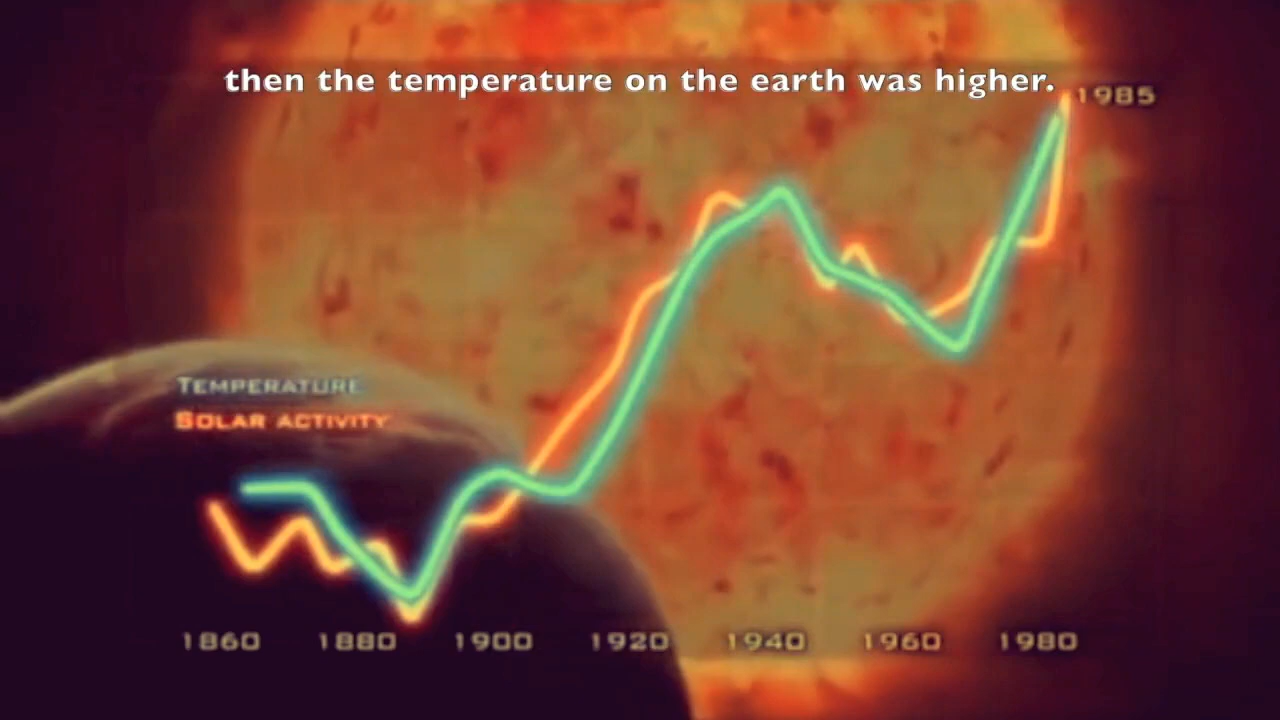 then the temperature on the earth was higher.
1985
TEMPERATURE
SOLAR ACTIVITY
1860 1880 1900 1920 1940 1960 1980